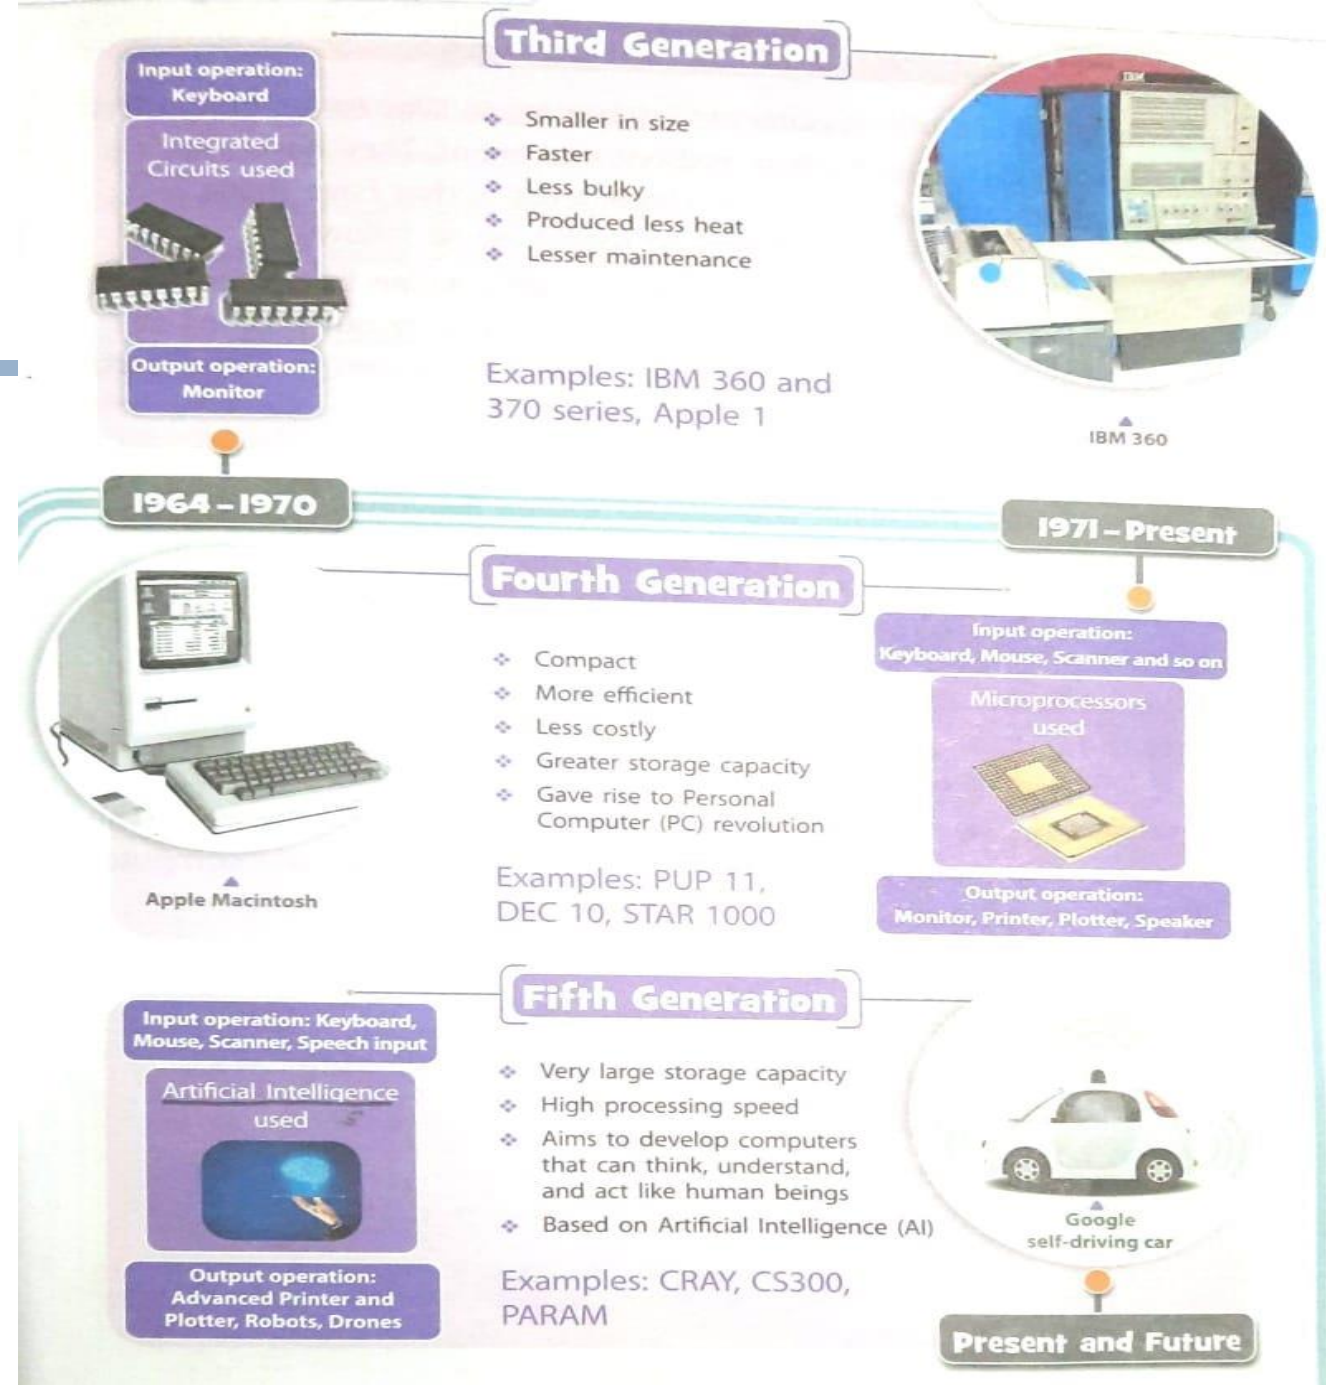 Third Generation
Input operation:
Keyboard
Integrated
Circuits used
Output operation:
Monitor
Smaller in size
Faster
Less bulky
Produced less heat
Lesser maintenance
Examples: IBM 360 and
370 series, Apple 1
IBM
IBM 360
1964–1970
1971–Present
Fourth Generation
Apple Macintosh
Compact
More efficient
Less costly
Greater storage capacity
Gave rise to Personal
Computer (PC) revolution
Examples: PUP 11,
DEC 10, STAR 1000
Input operation:
Keyboard, Mouse, Scanner and so on
Microprocessors
used
Output operation:
Monitor, Printer, Plotter, Speaker
Fifth Generation
Input operation: Keyboard,
Mouse, Scanner, Speech input
Artificial Intelligence
used
Output operation:
Advanced Printer and
Plotter, Robots, Drones
Very large storage capacity
High processing speed
Aims to develop computers
that can think, understand,
and act like human beings
Based on Artificial Intelligence (AI)
Examples: CRAY, CS300,
PARAM
Google
self-driving car
Present and Future